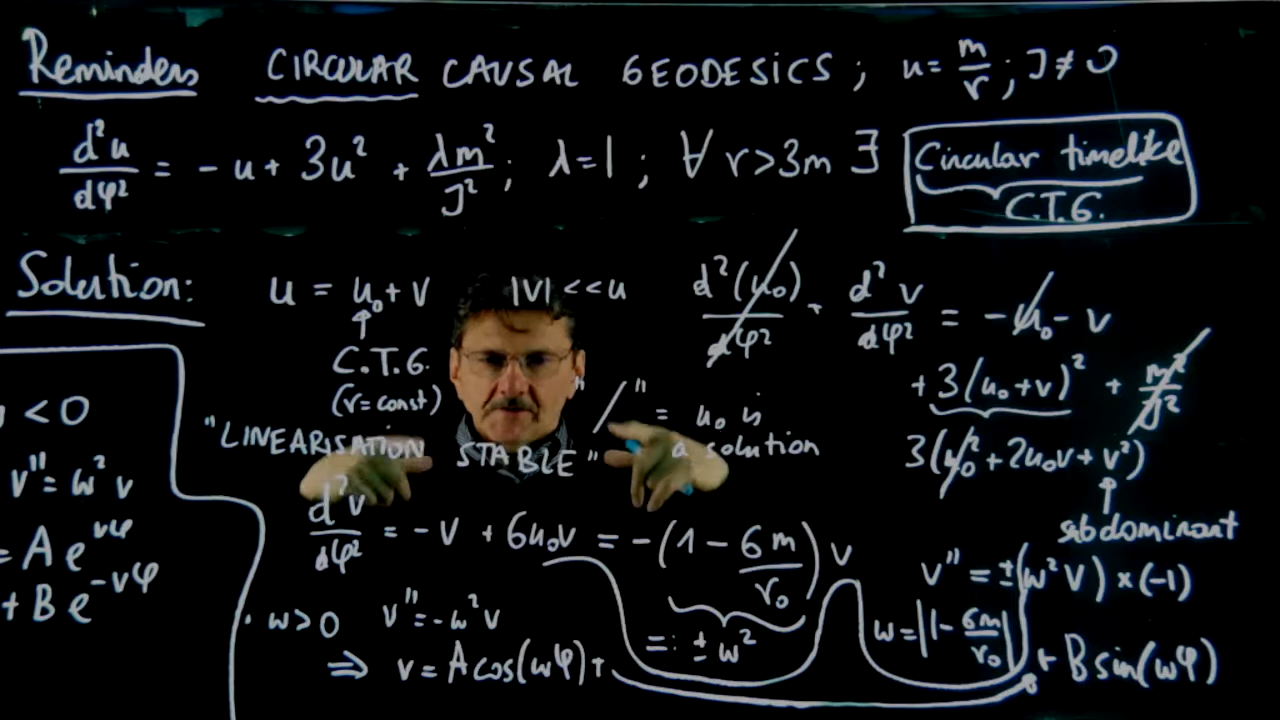 Reminders CIRCULAR CAUSAL GEODESICS ; u = m/r ; J ≠ 0
d²u/dφ² = - u + 3u² + λm²/J² ; λ=1 ; ∀ r>3m ∃ Circular timelike
C.T.G.
Solution: u = u₀ + v |v| << u d²(u₀)/dφ² + d²v/dφ² = - u₀ - v
+ 3(u₀+v)² + m²/J²
3(u₀² + 2u₀v + v²)
subdominant
C.T.G.
(r=const)
"/" = u₀ is
a solution
"LINEARISATION STABLE"
d²v/dφ² = - v + 6u₀v = -(1 - 6m/r₀) v
=: ± w²
v'' = ±(w²v) × (-1)
w = |1 - 6m/r₀|
w>0 v'' = - w²v
⇒ v = A cos(wφ) + B sin(wφ)
< 0
v'' = w²v
= A e^νφ
+ B e^-νφ